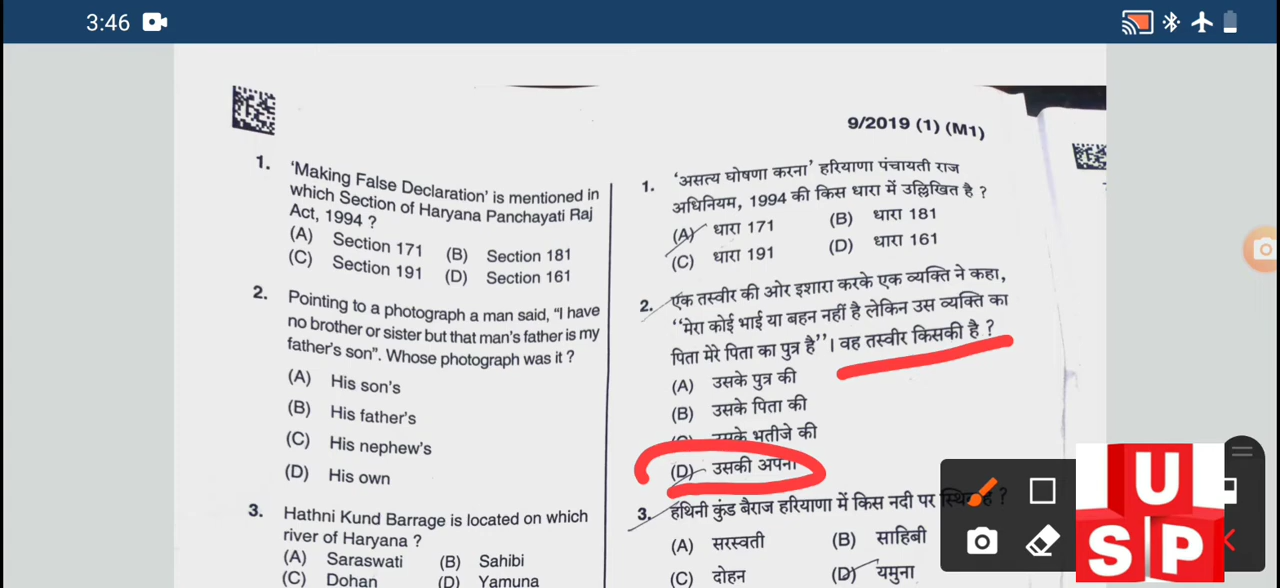 3:46
9/2019 (1) (M1)
1. 'Making False Declaration' is mentioned in
which Section of Haryana Panchayati Raj
Act, 1994 ?
(A) Section 171 (B) Section 181
(C) Section 191 (D) Section 161
2. Pointing to a photograph a man said, "I have
no brother or sister but that man's father is my
father's son". Whose photograph was it ?
(A) His son's
(B) His father's
(C) His nephew's
(D) His own
3. Hathni Kund Barrage is located on which
river of Haryana ?
(A) Saraswati (B) Sahibi
(C) Dohan (D) Yamuna
1. 'असत्य घोषणा करना' हरियाणा पंचायती राज
अधिनियम, 1994 की किस धारा में उल्लिखित है ?
(A) धारा 171 (B) धारा 181
(C) धारा 191 (D) धारा 161
2. एक तस्वीर की ओर इशारा करके एक व्यक्ति ने कहा,
"मेरा कोई भाई या बहन नहीं है लेकिन उस व्यक्ति का
पिता मेरे पिता का पुत्र है"। वह तस्वीर किसकी है ?
(A) उसके पुत्र की
(B) उसके पिता की
(C) उसके भतीजे की
(D) उसकी अपनी
3. हथिनी कुंड बैराज हरियाणा में किस नदी पर स्थित है ?
(A) सरस्वती (B) साहिबी
(C) दोहन (D) यमुना
U
S P